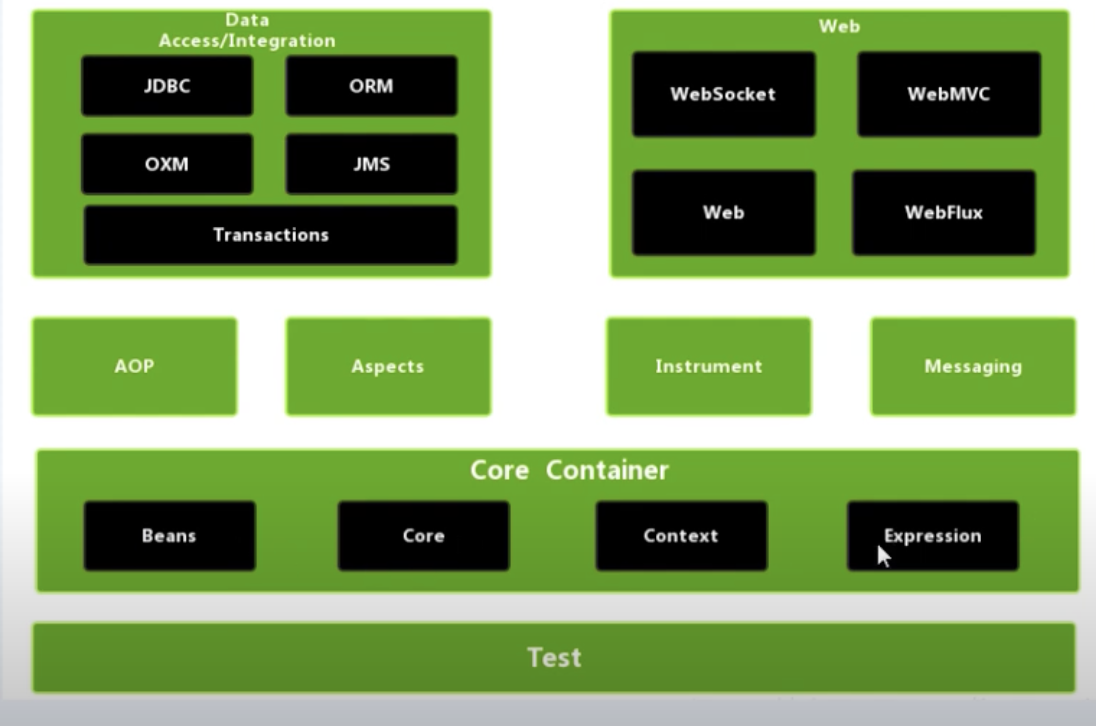 Data
Access/Integration
JDBC
ORM
OXM
JMS
Transactions
Web
WebSocket
WebMVC
Web
WebFlux
AOP
Aspects
Instrument
Messaging
Core Container
Beans
Core
Context
Expression
Test